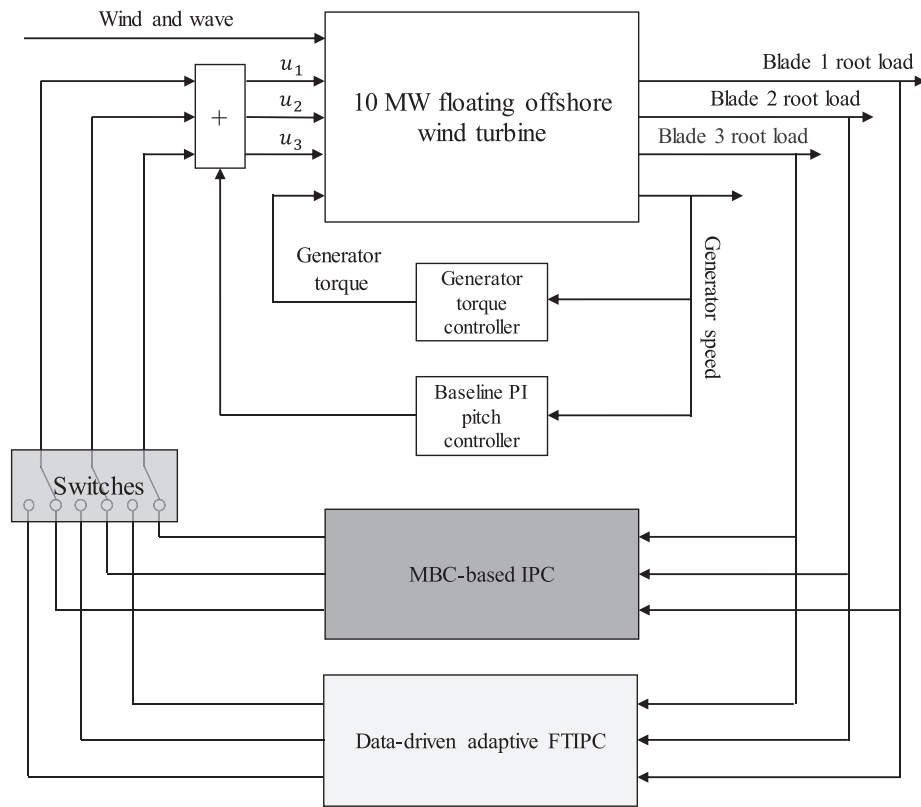 Wind and wave
u₁
u₂
u₃
+
10 MW floating offshore
wind turbine
Blade 1 root load
Blade 2 root load
Blade 3 root load
Generator
torque
Generator
torque
controller
Generator speed
Baseline PI
pitch
controller
Switches
MBC-based IPC
Data-driven adaptive FTIPC